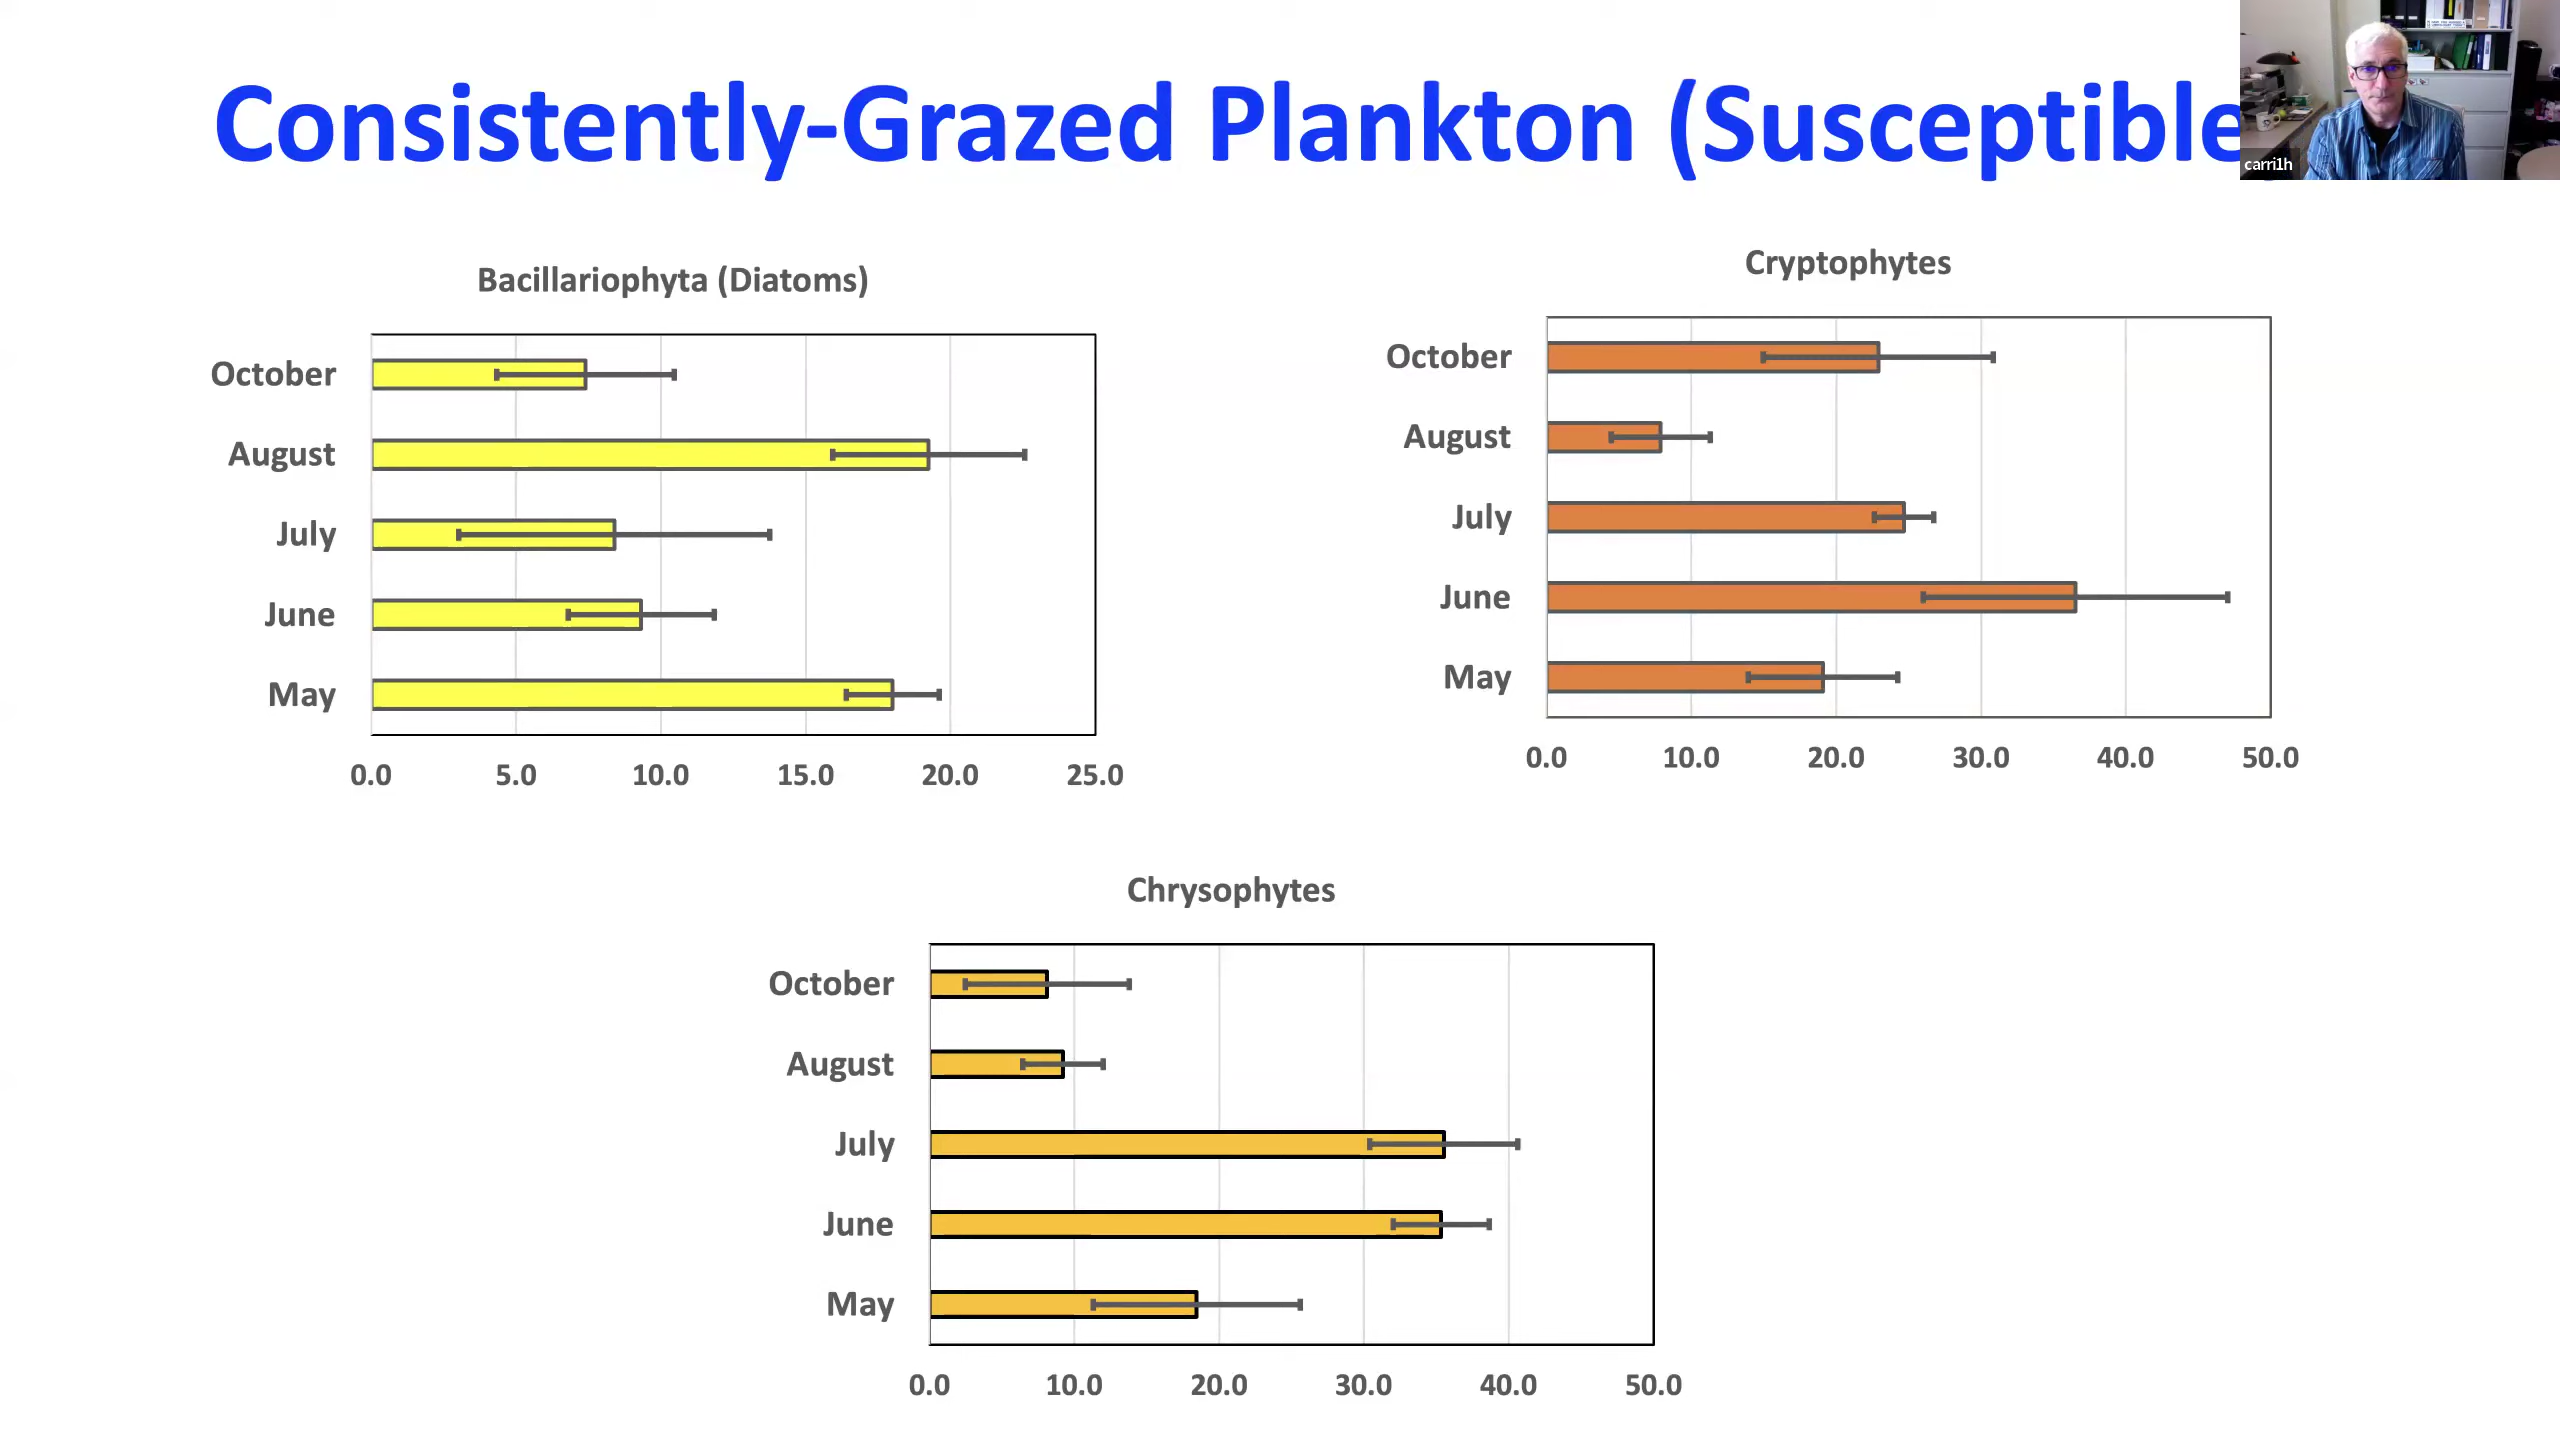 Consistently-Grazed Plankton (Susceptible
carri1h
Bacillariophyta (Diatoms)
October
August
July
June
May
0.0 5.0 10.0 15.0 20.0 25.0
Cryptophytes
October
August
July
June
May
0.0 10.0 20.0 30.0 40.0 50.0
Chrysophytes
October
August
July
June
May
0.0 10.0 20.0 30.0 40.0 50.0